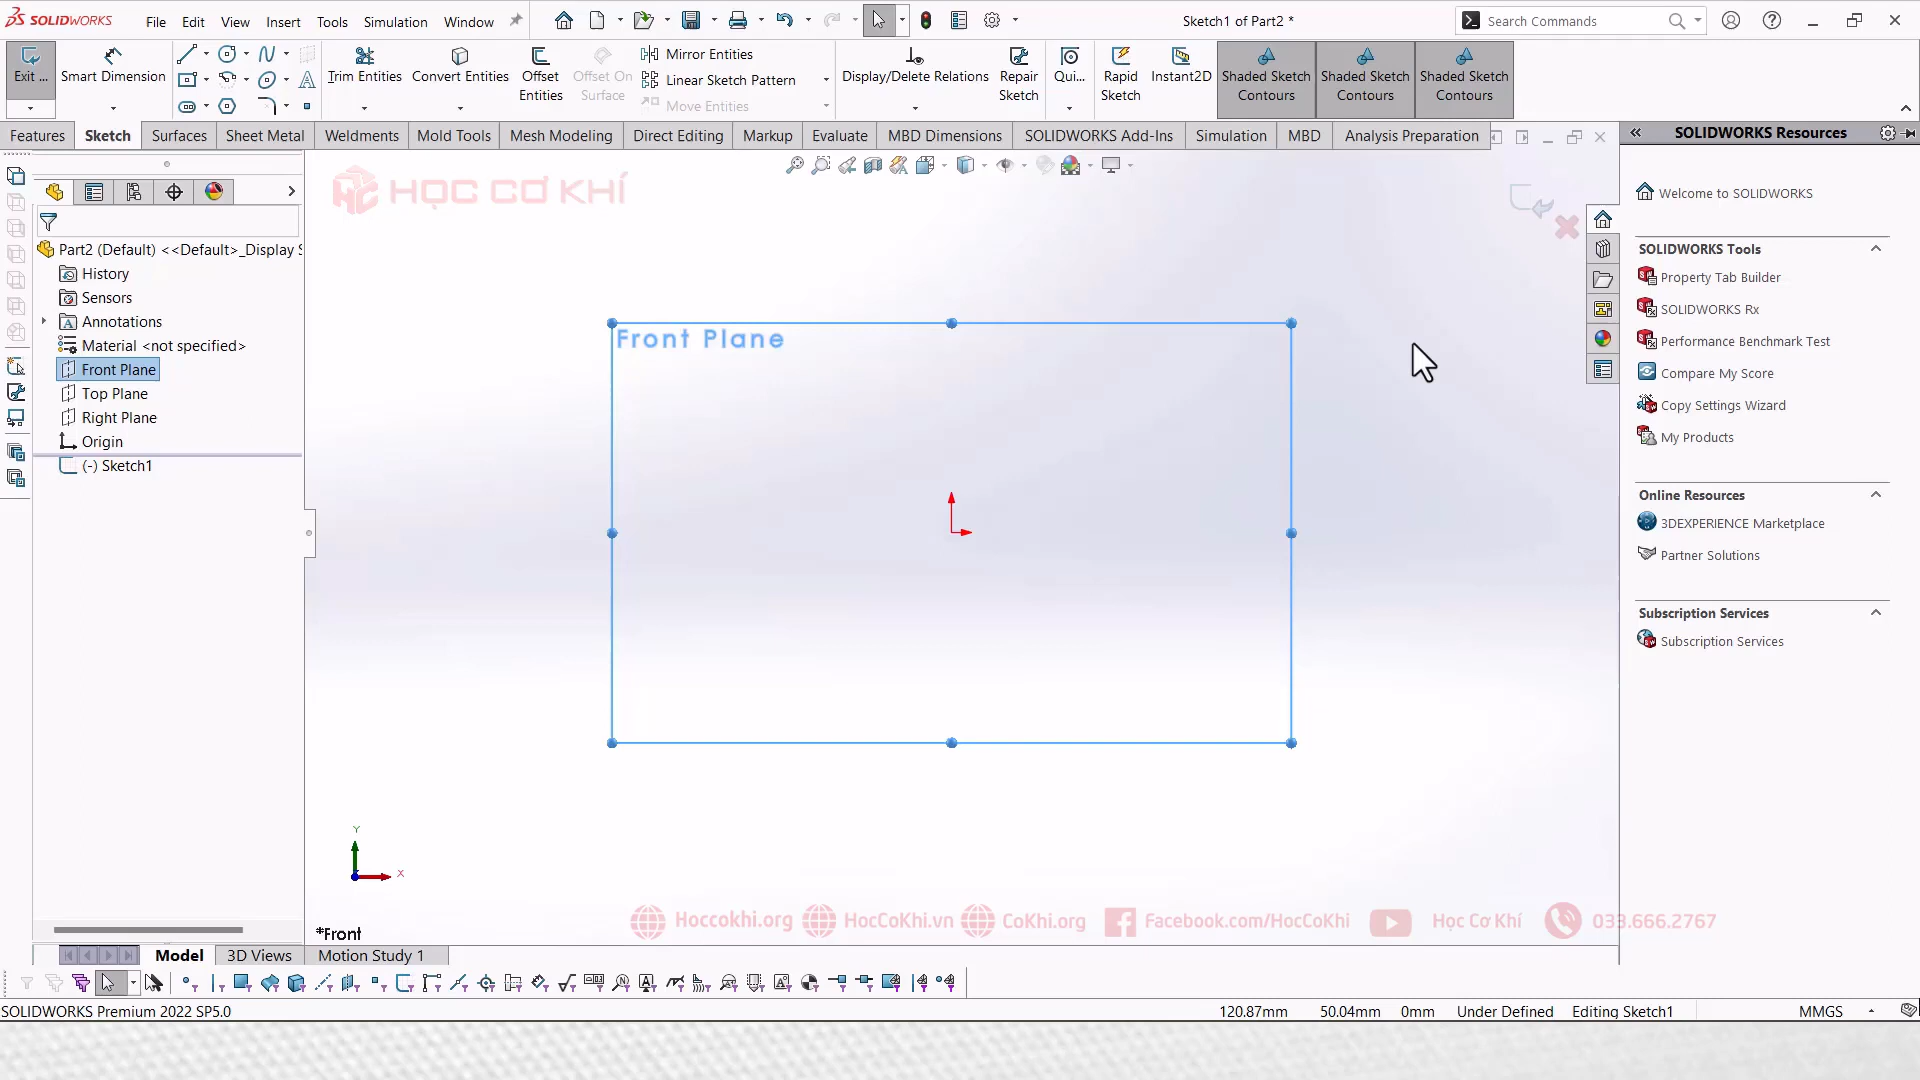 SOLIDWORKS File Edit View Insert Tools Simulation Window Sketch1 of Part2 * Search Commands
Exit ... Smart Dimension Trim Entities Convert Entities Offset Entities Offset On Surface Mirror Entities Linear Sketch Pattern Move Entities Display/Delete Relations Repair Sketch Qui... Rapid Sketch Instant2D Shaded Sketch Contours Shaded Sketch Contours Shaded Sketch Contours
Features Sketch Surfaces Sheet Metal Weldments Mold Tools Mesh Modeling Direct Editing Markup Evaluate MBD Dimensions SOLIDWORKS Add-Ins Simulation MBD Analysis Preparation
SOLIDWORKS Resources
HỌC CƠ KHÍ
Part2 (Default) <<Default>_Display S
History
Sensors
Annotations
Material <not specified>
Front Plane
Top Plane
Right Plane
Origin
(-) Sketch1
Front Plane
Y
X
*Front
Welcome to SOLIDWORKS
SOLIDWORKS Tools
Property Tab Builder
SOLIDWORKS Rx
Performance Benchmark Test
Compare My Score
Copy Settings Wizard
My Products
Online Resources
3DEXPERIENCE Marketplace
Partner Solutions
Subscription Services
Subscription Services
Hoccokhi.org HocCoKhi.vn CoKhi.org Facebook.com/HocCoKhi Học Cơ Khí 033.666.2767
Model 3D Views Motion Study 1
SOLIDWORKS Premium 2022 SP5.0 120.87mm 50.04mm 0mm Under Defined Editing Sketch1 MMGS